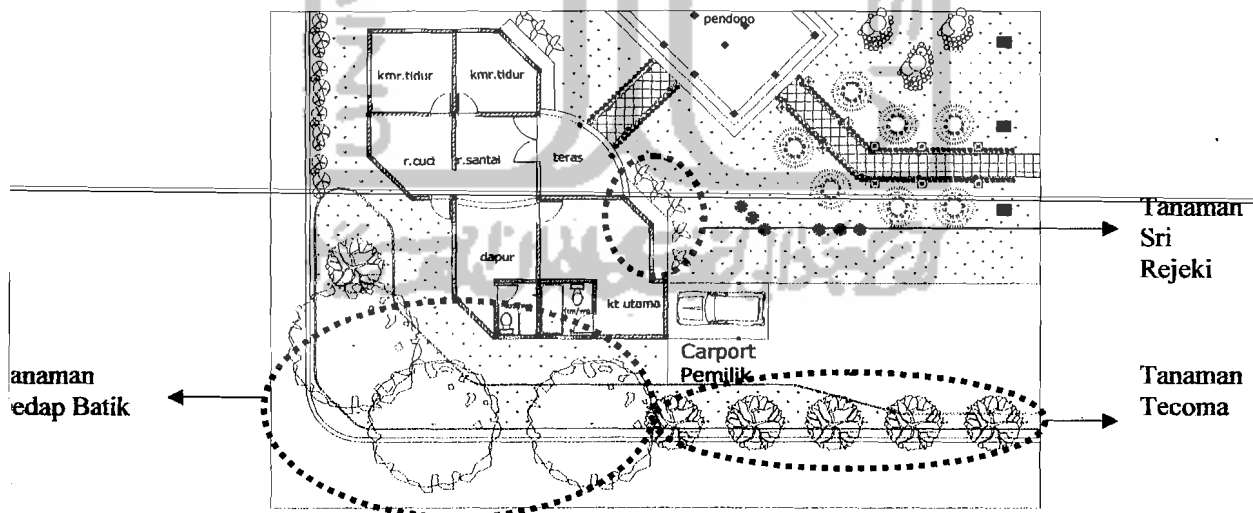 pendopo
kmr.tidur
kmr.tidur
r.cuci
r.santai
teras
dapur
kt utama
Carport
Pemilik
Tanaman
Sri
Rejeki
anaman
edap Batik
Tanaman
Tecoma